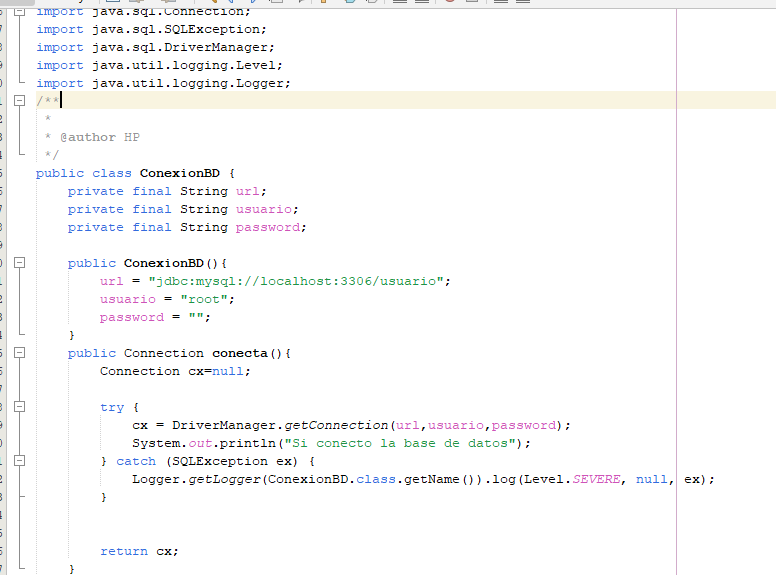 import java.sql.Connection;
import java.sql.SQLException;
import java.sql.DriverManager;
import java.util.logging.Level;
import java.util.logging.Logger;
/**
 *
 * @author HP
 */
public class ConexionBD {
    private final String url;
    private final String usuario;
    private final String password;
    public ConexionBD(){
        url = "jdbc:mysql://localhost:3306/usuario";
        usuario = "root";
        password = "";
    }
    public Connection conecta(){
        Connection cx=null;
        try {
            cx = DriverManager.getConnection(url,usuario,password);
            System.out.println("Si conecto la base de datos");
        } catch (SQLException ex) {
            Logger.getLogger(ConexionBD.class.getName()).log(Level.SEVERE, null, ex);
        }
        return cx;
    }